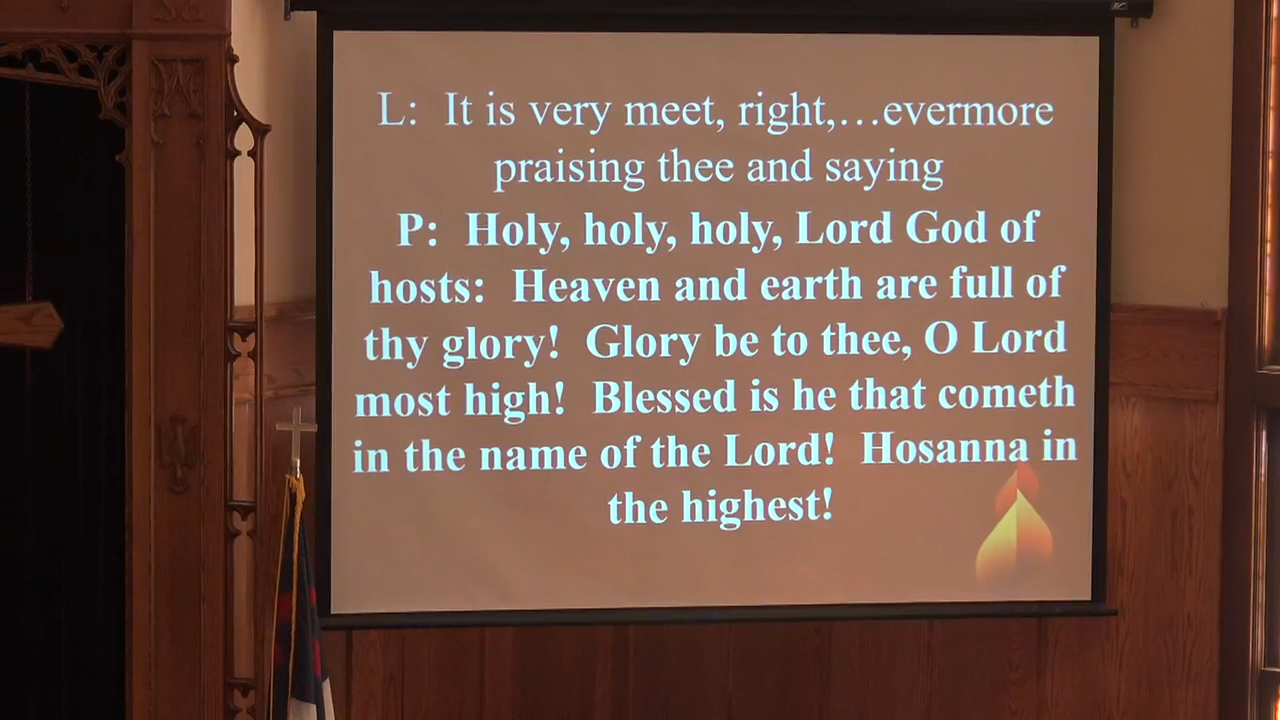 L:  It is very meet, right,…evermore
praising thee and saying
P:  Holy, holy, holy, Lord God of
hosts:  Heaven and earth are full of
thy glory!  Glory be to thee, O Lord
most high!  Blessed is he that cometh
in the name of the Lord!  Hosanna in
the highest!